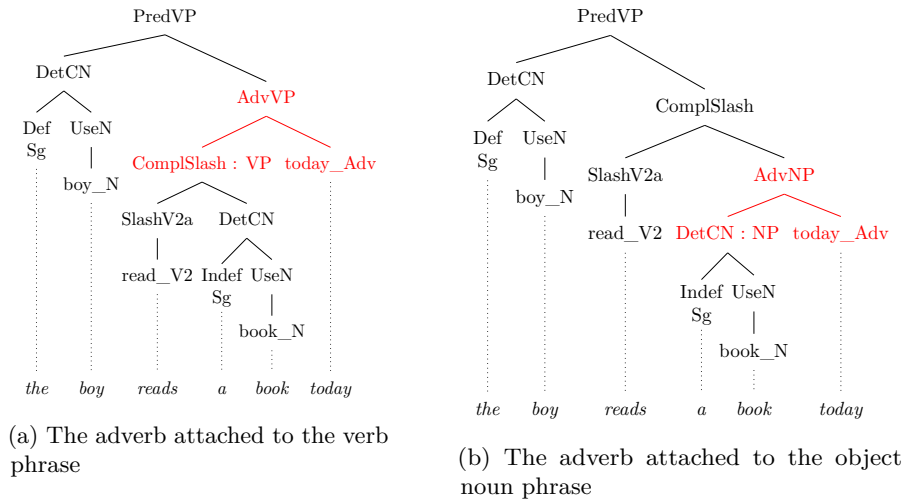 PredVP
DetCN
AdvVP
Def
Sg
UseN
ComplSlash : VP
today_Adv
boy_N
SlashV2a
DetCN
read_V2
Indef
Sg
UseN
book_N
the boy reads a book today
(a) The adverb attached to the verb
phrase
PredVP
DetCN
ComplSlash
Def
Sg
UseN
SlashV2a
AdvNP
boy_N
read_V2
DetCN : NP
today_Adv
Indef
Sg
UseN
book_N
the boy reads a book today
(b) The adverb attached to the object
noun phrase